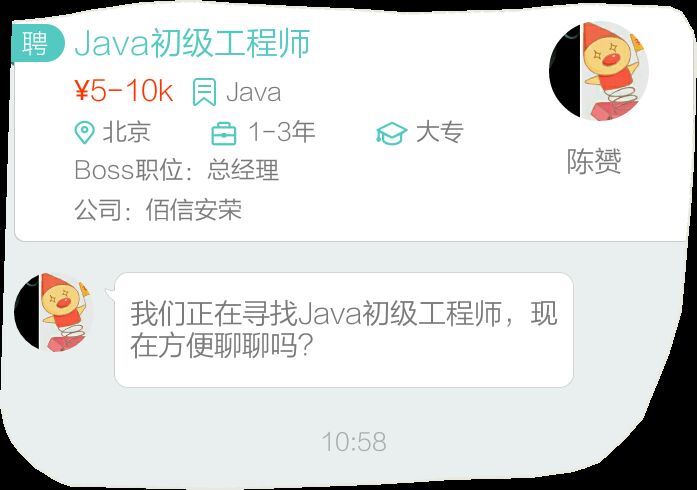 聘 Java初级工程师
¥5-10k Java
北京 1-3年 大专
陈赟
Boss职位：总经理
公司：佰信安荣
我们正在寻找Java初级工程师，现
在方便聊聊吗？
10:58